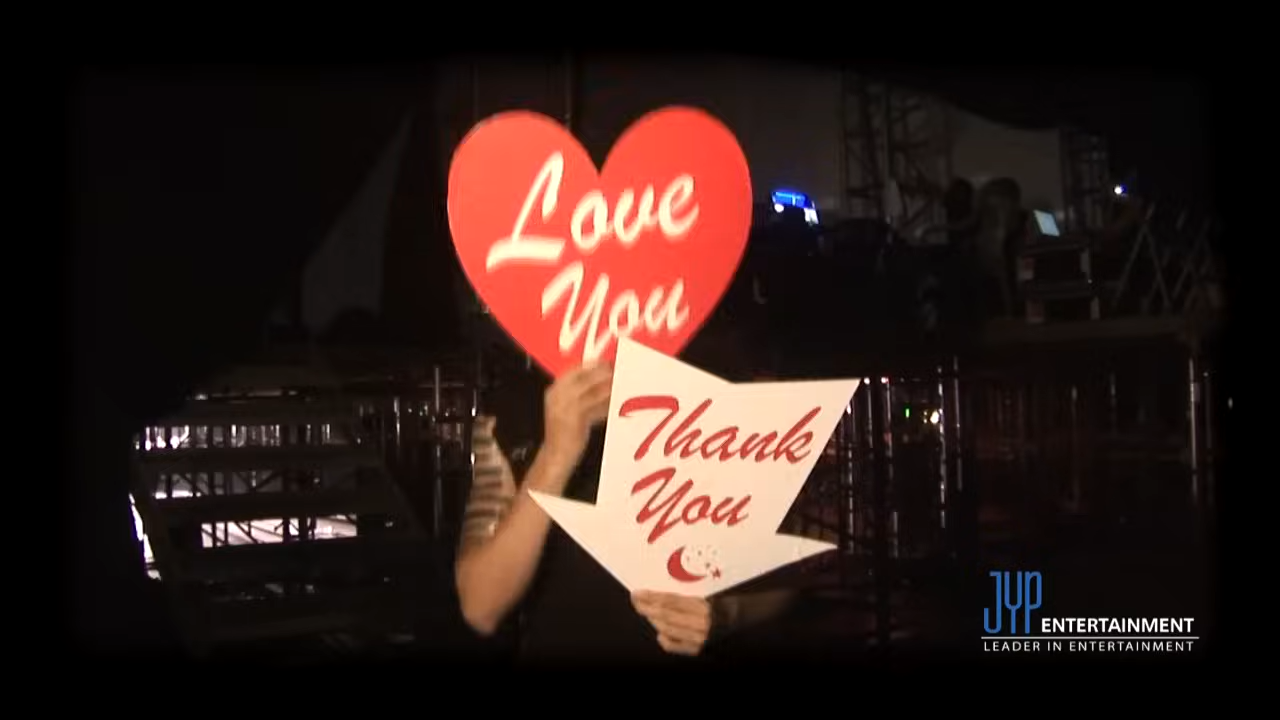 Love
You
Thank
You
JYP ENTERTAINMENT
LEADER IN ENTERTAINMENT